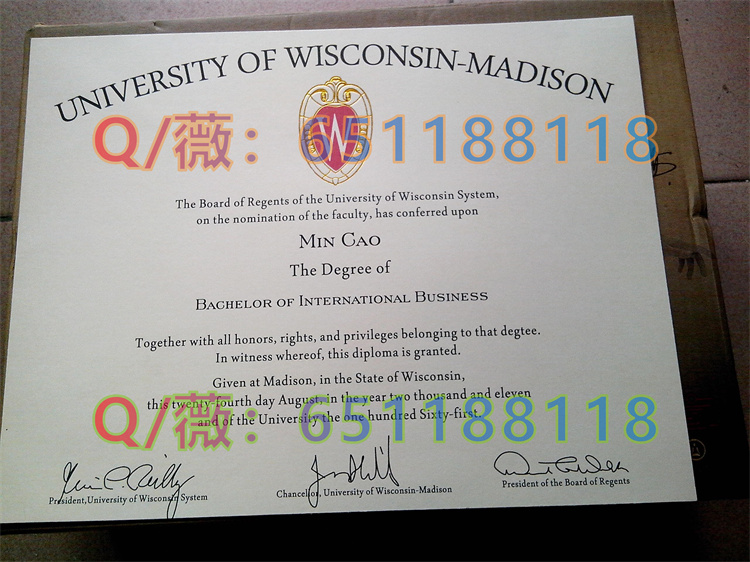 UNIVERSITY OF WISCONSIN-MADISON
Q/薇：651188118
The Board of Regents of the University of Wisconsin System,
on the nomination of the faculty, has conferred upon
MIN CAO
The Degree of
BACHELOR OF INTERNATIONAL BUSINESS
Together with all honors, rights, and privileges belonging to that degtee.
In witness whereof, this diploma is granted.
Given at Madison, in the State of Wisconsin,
this twenty-fourth day August, in the year two thousand and eleven
Q/薇：651188118
and of the University the one hundred Sixty-first.
President,University of Wisconsin System
Chancellor, University of Wisconsin-Madison
President of the Board of Regents